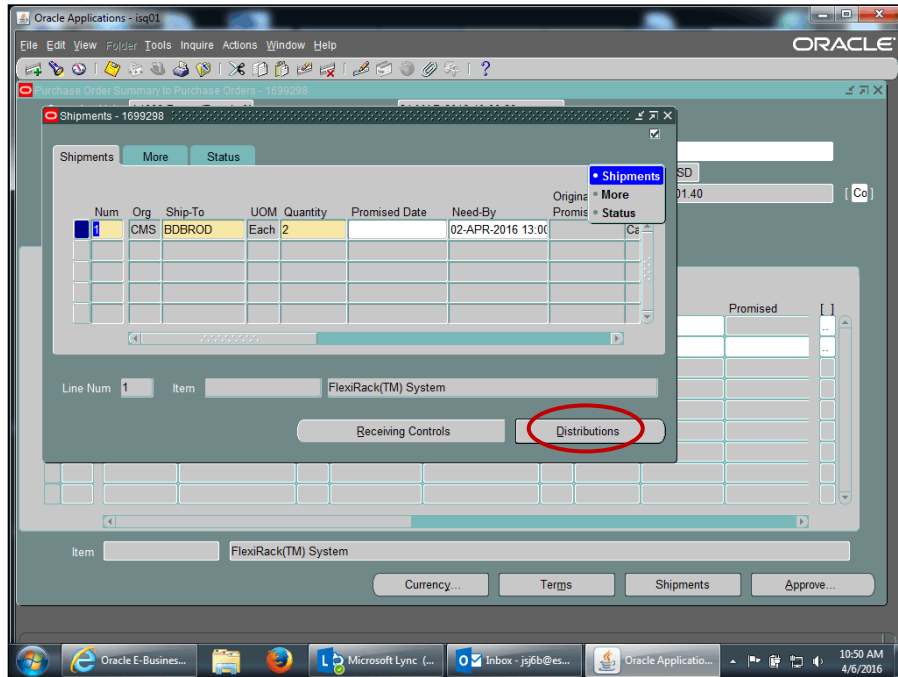 Oracle Applications - isq01
File Edit View Folder Tools Inquire Actions Window Help
ORACLE
Purchase Order Summary to Purchase Orders - 1699298
Shipments - 1699298
Shipments More Status
SD
• Shipments
01.40 [ Co ]
Origina • More
Num Org Ship-To UOM Quantity Promised Date Need-By Promis • Status
1 CMS BDBROD Each 2 02-APR-2016 13:00 Ca
Promised [ ]
..
..
Line Num 1 Item FlexiRack(TM) System
Receiving Controls Distributions
Item FlexiRack(TM) System
Currency... Terms Shipments Approve...
Oracle E-Busines... Microsoft Lync (... Inbox - jsj6b@es... Oracle Applicatio... 10:50 AM
4/6/2016